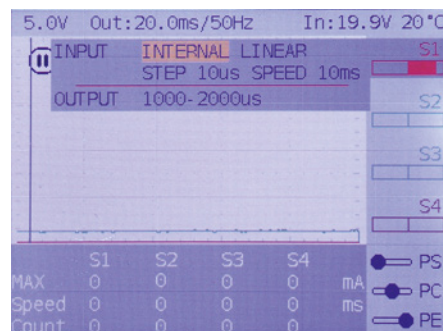 5.0V Out:20.0ms/50Hz In:19.9V 20°C
INPUT INTERNAL LINEAR
STEP 10us SPEED 10ms
OUTPUT 1000-2000us
S1
S2
S3
S4
S1 S2 S3 S4
MAX 0 0 0 0 mA
Speed 0 0 0 0 ms
Count 0 0 0 0
PS
PC
PE